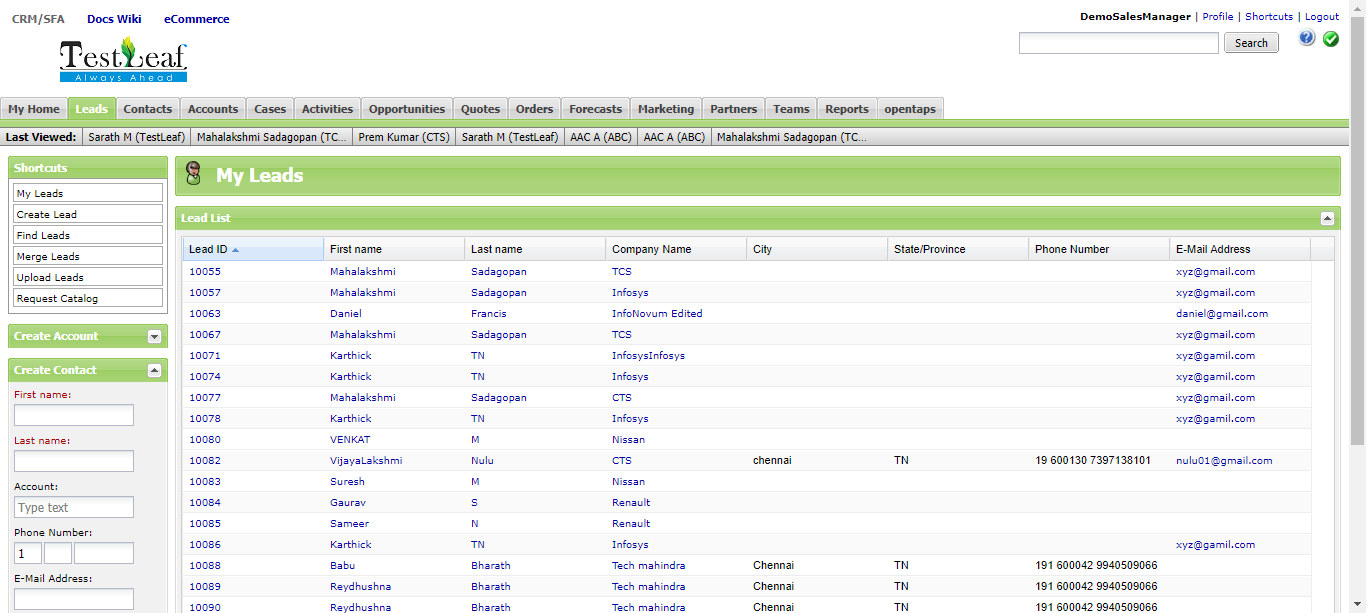 CRM/SFA Docs Wiki eCommerce
DemoSalesManager | Profile | Shortcuts | Logout
TestLeaf
Always Ahead
Search
?
My Home Leads Contacts Accounts Cases Activities Opportunities Quotes Orders Forecasts Marketing Partners Teams Reports opentaps
Last Viewed: Sarath M (TestLeaf) Mahalakshmi Sadagopan (TC... Prem Kumar (CTS) Sarath M (TestLeaf) AAC A (ABC) AAC A (ABC) Mahalakshmi Sadagopan (TC...
Shortcuts
My Leads
Create Lead
Find Leads
Merge Leads
Upload Leads
Request Catalog
Create Account
Create Contact
First name:
Last name:
Account:
Type text
Phone Number:
1
E-Mail Address:
My Leads
Lead List
Lead ID First name Last name Company Name City State/Province Phone Number E-Mail Address
10055 Mahalakshmi Sadagopan TCS xyz@gmail.com
10057 Mahalakshmi Sadagopan Infosys xyz@gmail.com
10063 Daniel Francis InfoNovum Edited daniel@gmail.com
10067 Mahalakshmi Sadagopan TCS xyz@gmail.com
10071 Karthick TN InfosysInfosys xyz@gamil.com
10074 Karthick TN Infosys xyz@gamil.com
10077 Mahalakshmi Sadagopan CTS xyz@gmail.com
10078 Karthick TN Infosys xyz@gamil.com
10080 VENKAT M Nissan
10082 VijayaLakshmi Nulu CTS chennai TN 19 600130 7397138101 nulu01@gmail.com
10083 Suresh M Nissan
10084 Gaurav S Renault
10085 Sameer N Renault
10086 Karthick TN Infosys xyz@gamil.com
10088 Babu Bharath Tech mahindra Chennai TN 191 600042 9940509066
10089 Reydhushna Bharath Tech mahindra Chennai TN 191 600042 9940509066
10090 Reydhushna Bharath Tech mahindra Chennai TN 191 600042 9940509066